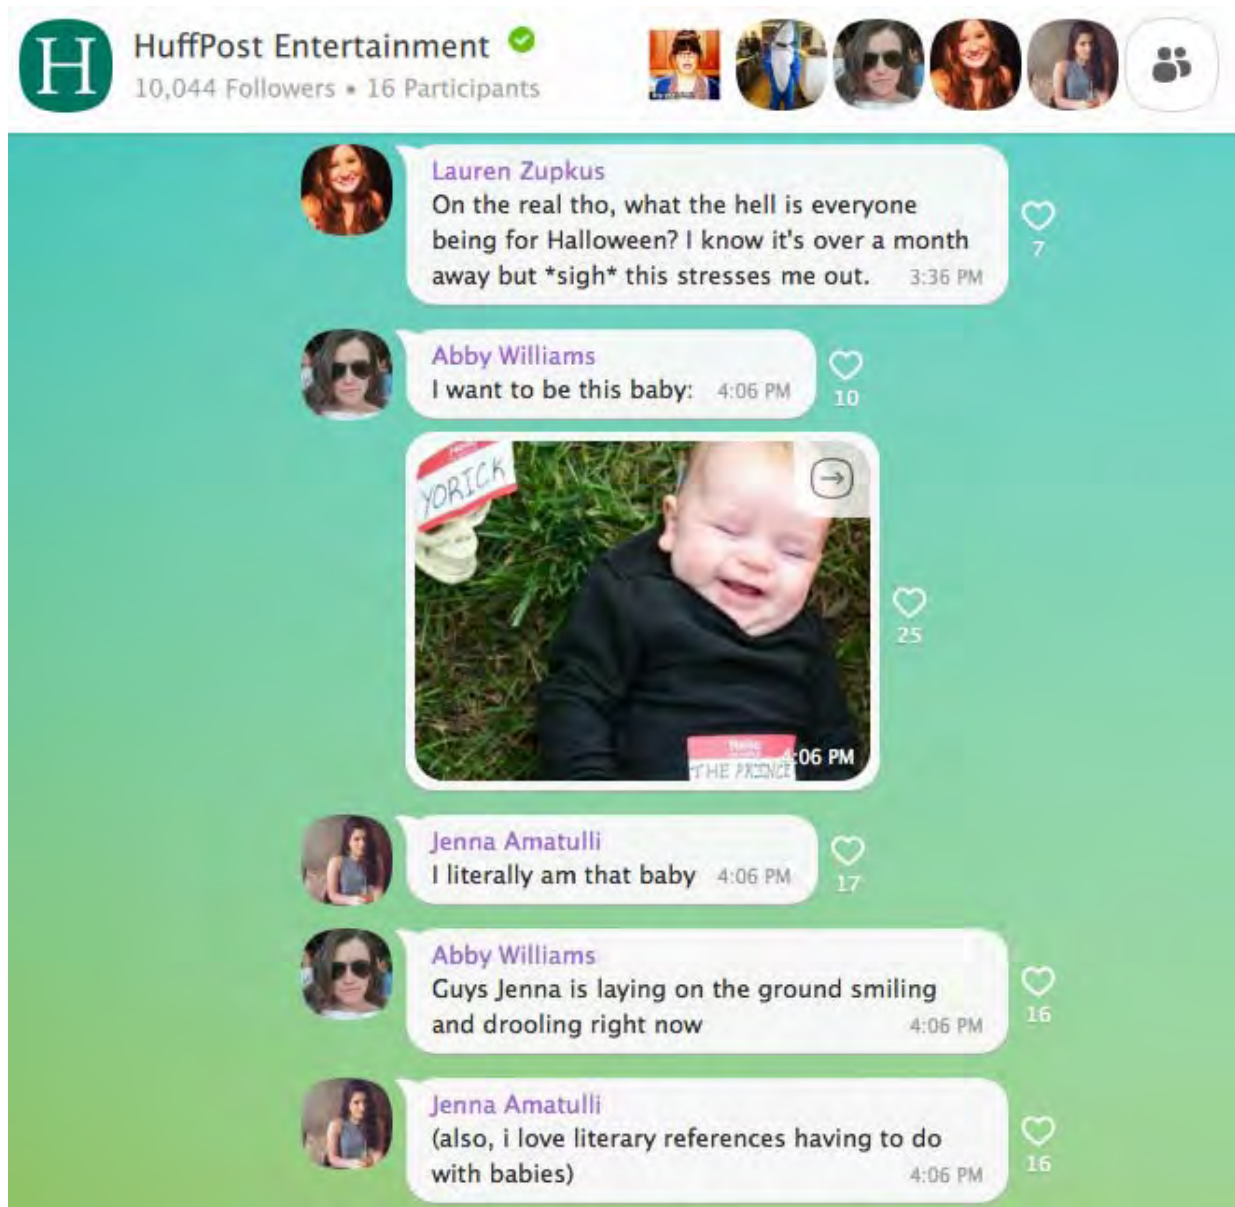 H
HuffPost Entertainment
10,044 Followers • 16 Participants
Lauren Zupkus
On the real tho, what the hell is everyone
being for Halloween? I know it's over a month
away but *sigh* this stresses me out. 3:36 PM
7
Abby Williams
I want to be this baby: 4:06 PM
10
Hello
YORICK
25
Hello
4:06 PM
THE PRINCE
Jenna Amatulli
I literally am that baby 4:06 PM
17
Abby Williams
Guys Jenna is laying on the ground smiling
and drooling right now 4:06 PM
16
Jenna Amatulli
(also, i love literary references having to do
with babies) 4:06 PM
16